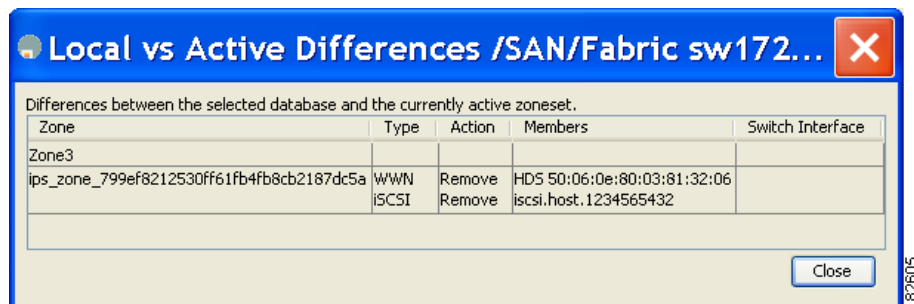 Local vs Active Differences /SAN/Fabric sw172...
Differences between the selected database and the currently active zoneset.
Zone Type Action Members Switch Interface
Zone3
ips_zone_799ef8212530ff61fb4fb8cb2187dc5a WWN Remove HDS 50:06:0e:80:03:81:32:06
iSCSI Remove iscsi.host.1234565432
Close